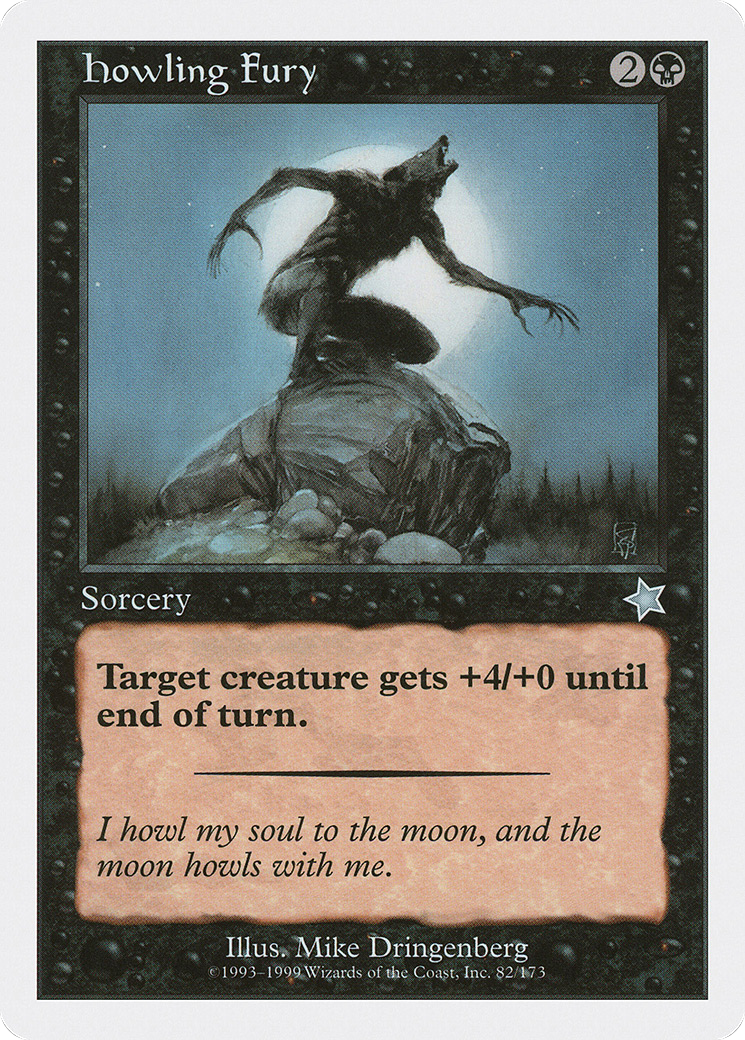 Howling Fury
2
Sorcery
Target creature gets +4/+0 until
end of turn.
I howl my soul to the moon, and the
moon howls with me.
Illus. Mike Dringenberg
©1993–1999 Wizards of the Coast, Inc. 82/173